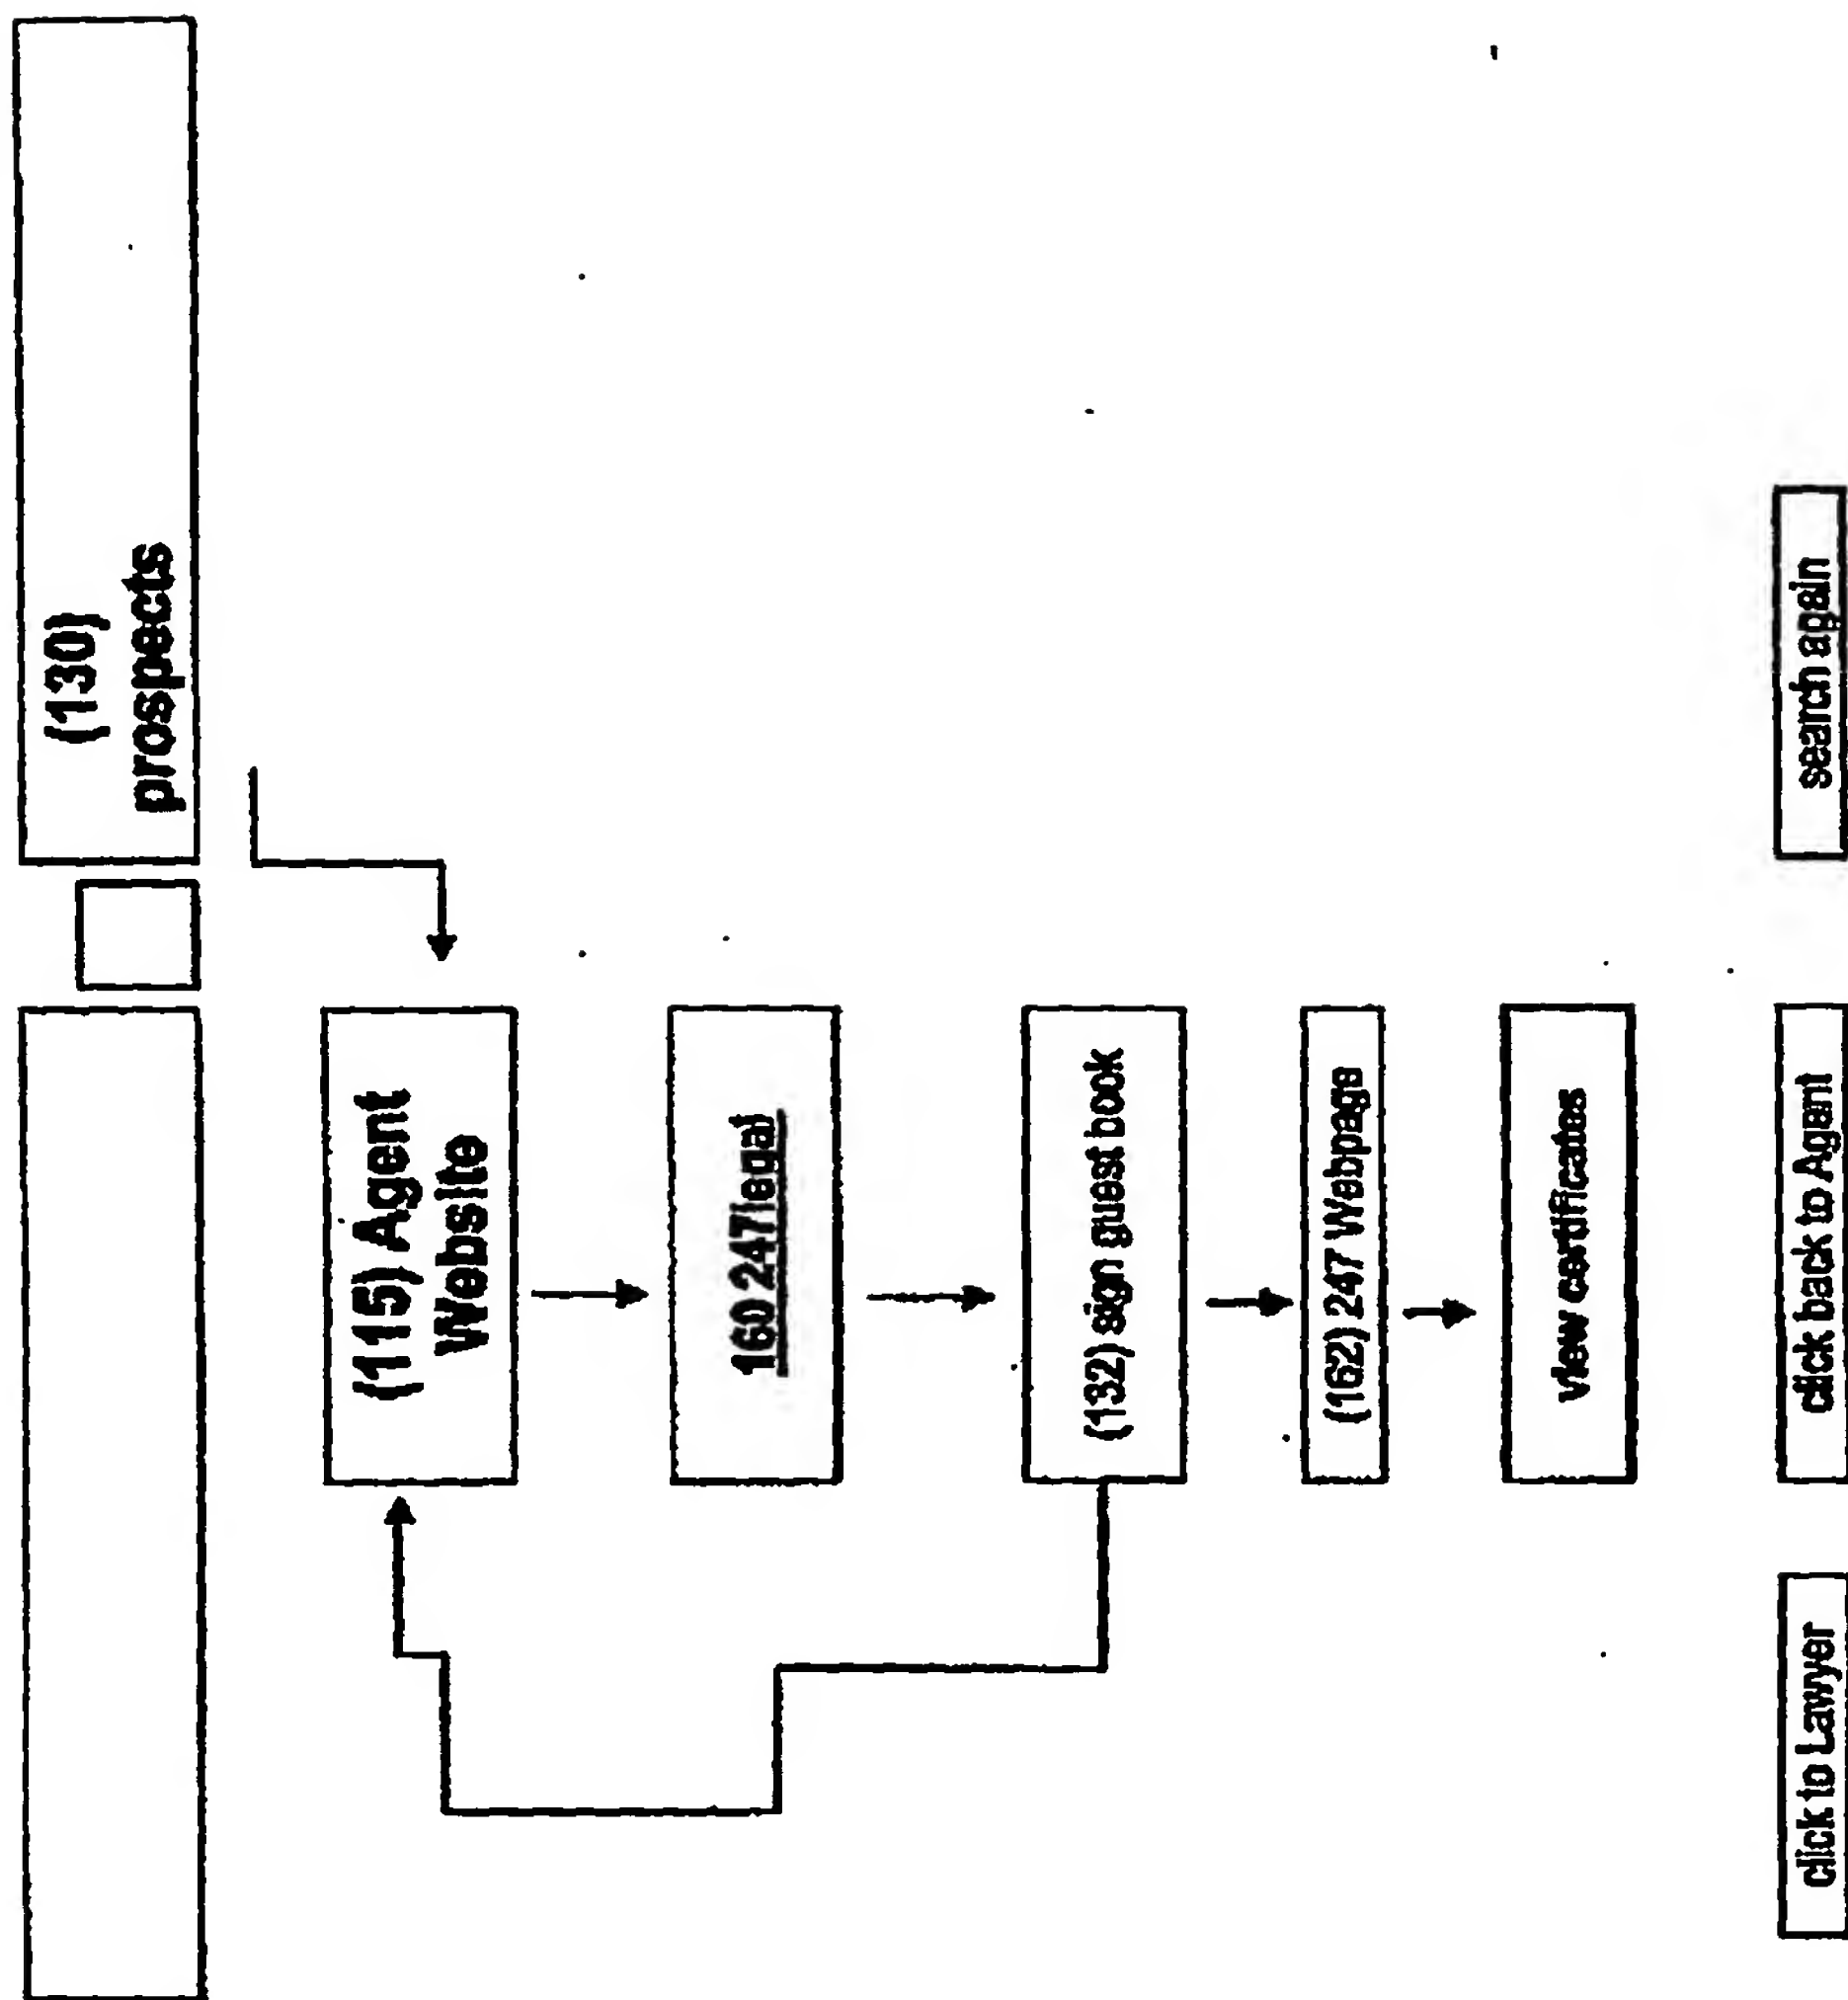 (130)
prospects
(115) Agent
Website
160 247legal
(132) sign guest book
(162) 247 Webpage
view certificates
click to Lawyer
click back to Agent
search again